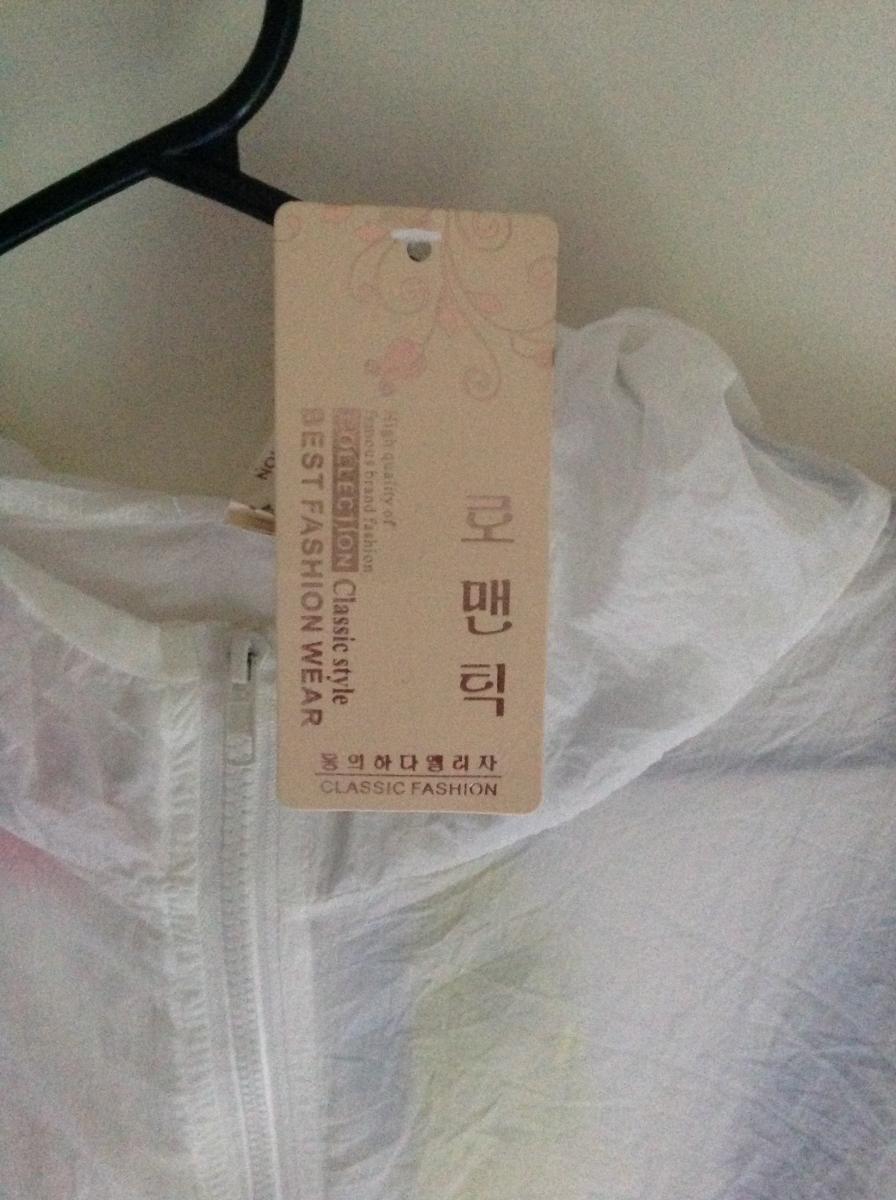 로맨틱
High quality of
famous brand fashion
COLLECTION Classic style
BEST FASHION WEAR
동의하다엘리자
CLASSIC FASHION